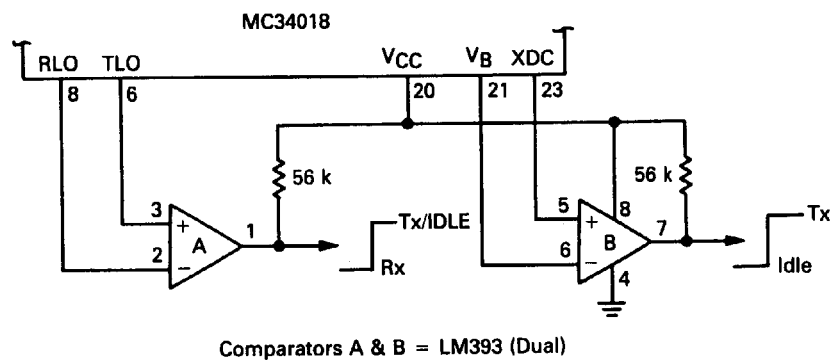 MC34018
RLO TLO VCC VB XDC
8 6 20 21 23
56 k 56 k
3 + A 1 Tx/IDLE
2 − Rx
5 + B 8 7 Tx
6 − 4 Idle
Comparators A & B = LM393 (Dual)